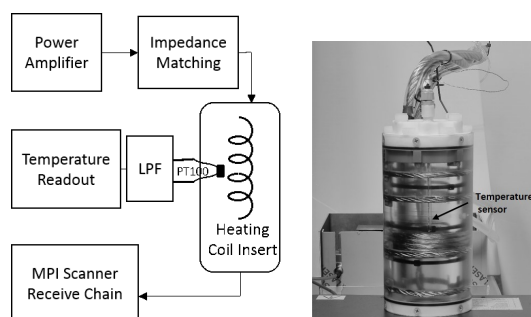 Power
Amplifier
Impedance
Matching
Temperature
Readout
LPF
PT100
Heating
Coil Insert
MPI Scanner
Receive Chain
Temperature
sensor